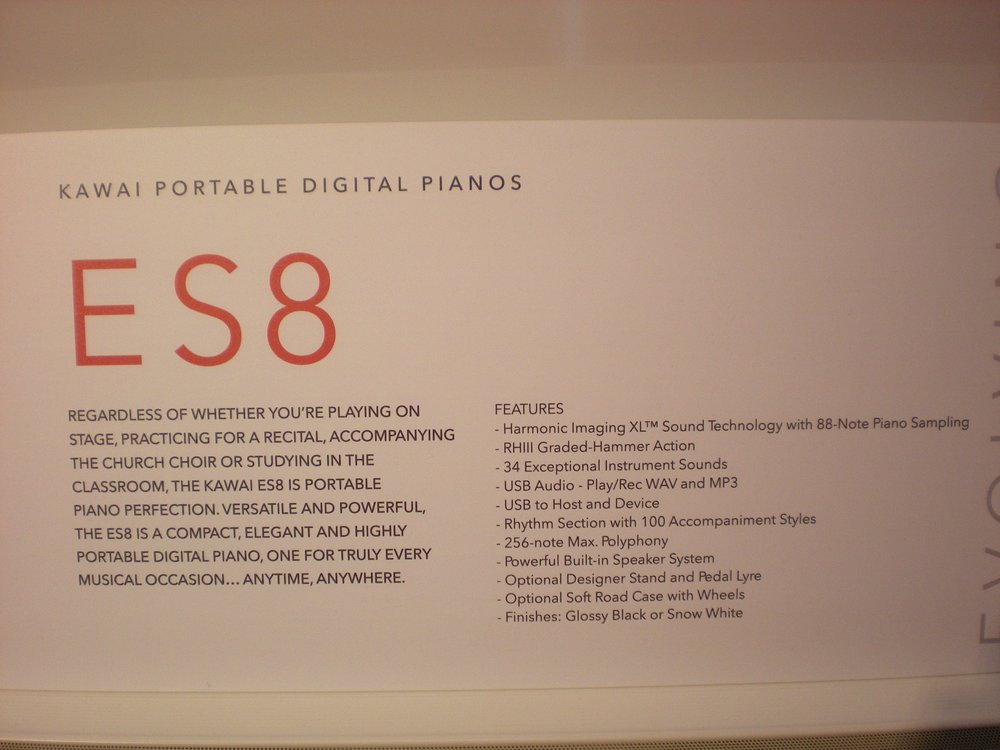 KAWAI PORTABLE DIGITAL PIANOS
ES8
REGARDLESS OF WHETHER YOU'RE PLAYING ON
STAGE, PRACTICING FOR A RECITAL, ACCOMPANYING
THE CHURCH CHOIR OR STUDYING IN THE
CLASSROOM, THE KAWAI ES8 IS PORTABLE
PIANO PERFECTION. VERSATILE AND POWERFUL,
THE ES8 IS A COMPACT, ELEGANT AND HIGHLY
PORTABLE DIGITAL PIANO, ONE FOR TRULY EVERY
MUSICAL OCCASION... ANYTIME, ANYWHERE.
FEATURES
- Harmonic Imaging XL™ Sound Technology with 88-Note Piano Sampling
- RHIII Graded-Hammer Action
- 34 Exceptional Instrument Sounds
- USB Audio - Play/Rec WAV and MP3
- USB to Host and Device
- Rhythm Section with 100 Accompaniment Styles
- 256-note Max. Polyphony
- Powerful Built-in Speaker System
- Optional Designer Stand and Pedal Lyre
- Optional Soft Road Case with Wheels
- Finishes: Glossy Black or Snow White